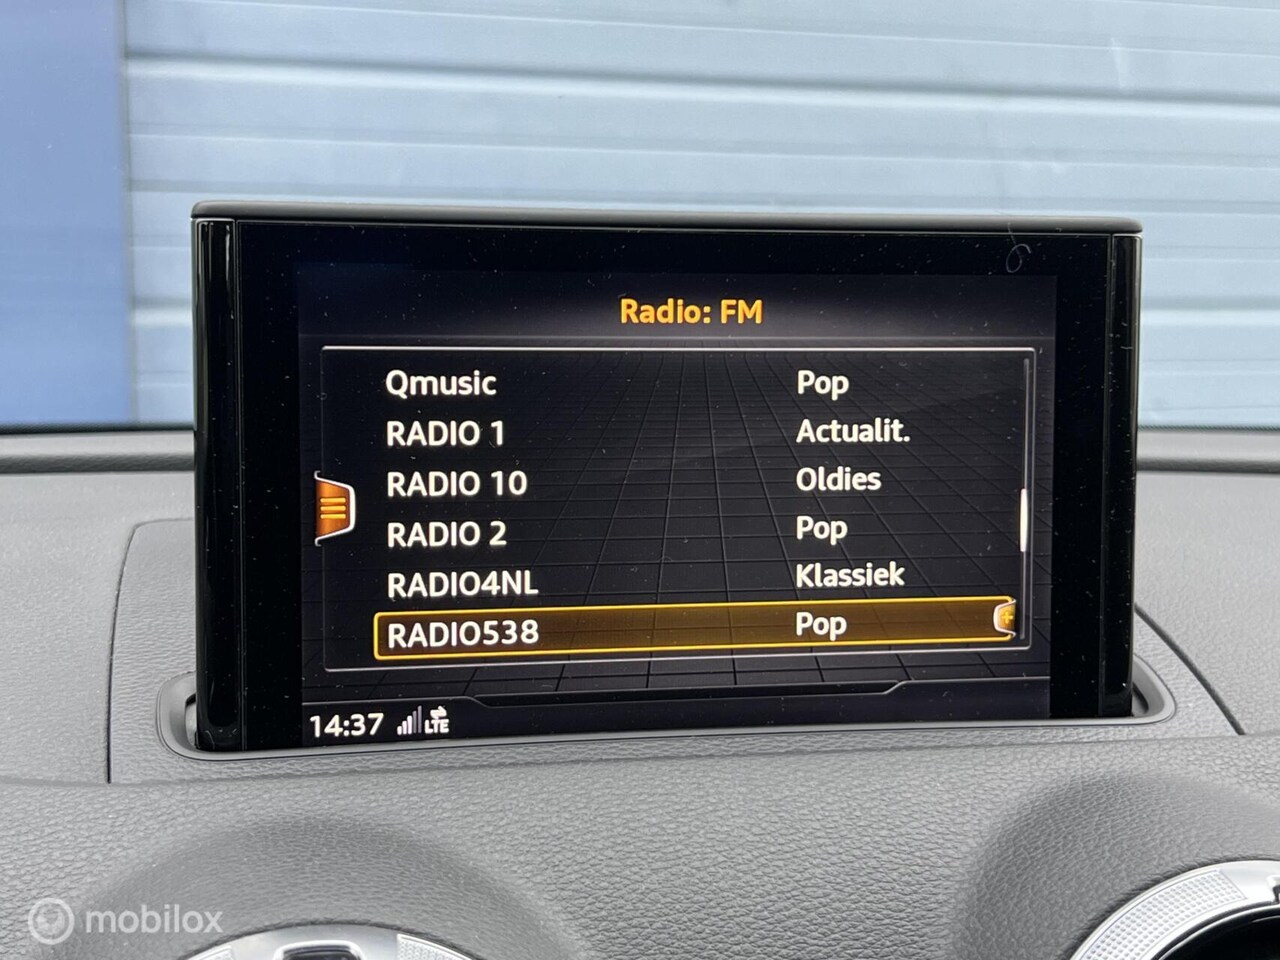 Radio: FM
Qmusic Pop
RADIO 1 Actualit.
RADIO 10 Oldies
RADIO 2 Pop
RADIO4NL Klassiek
RADIO538 Pop
14:37 LTE
mobilox